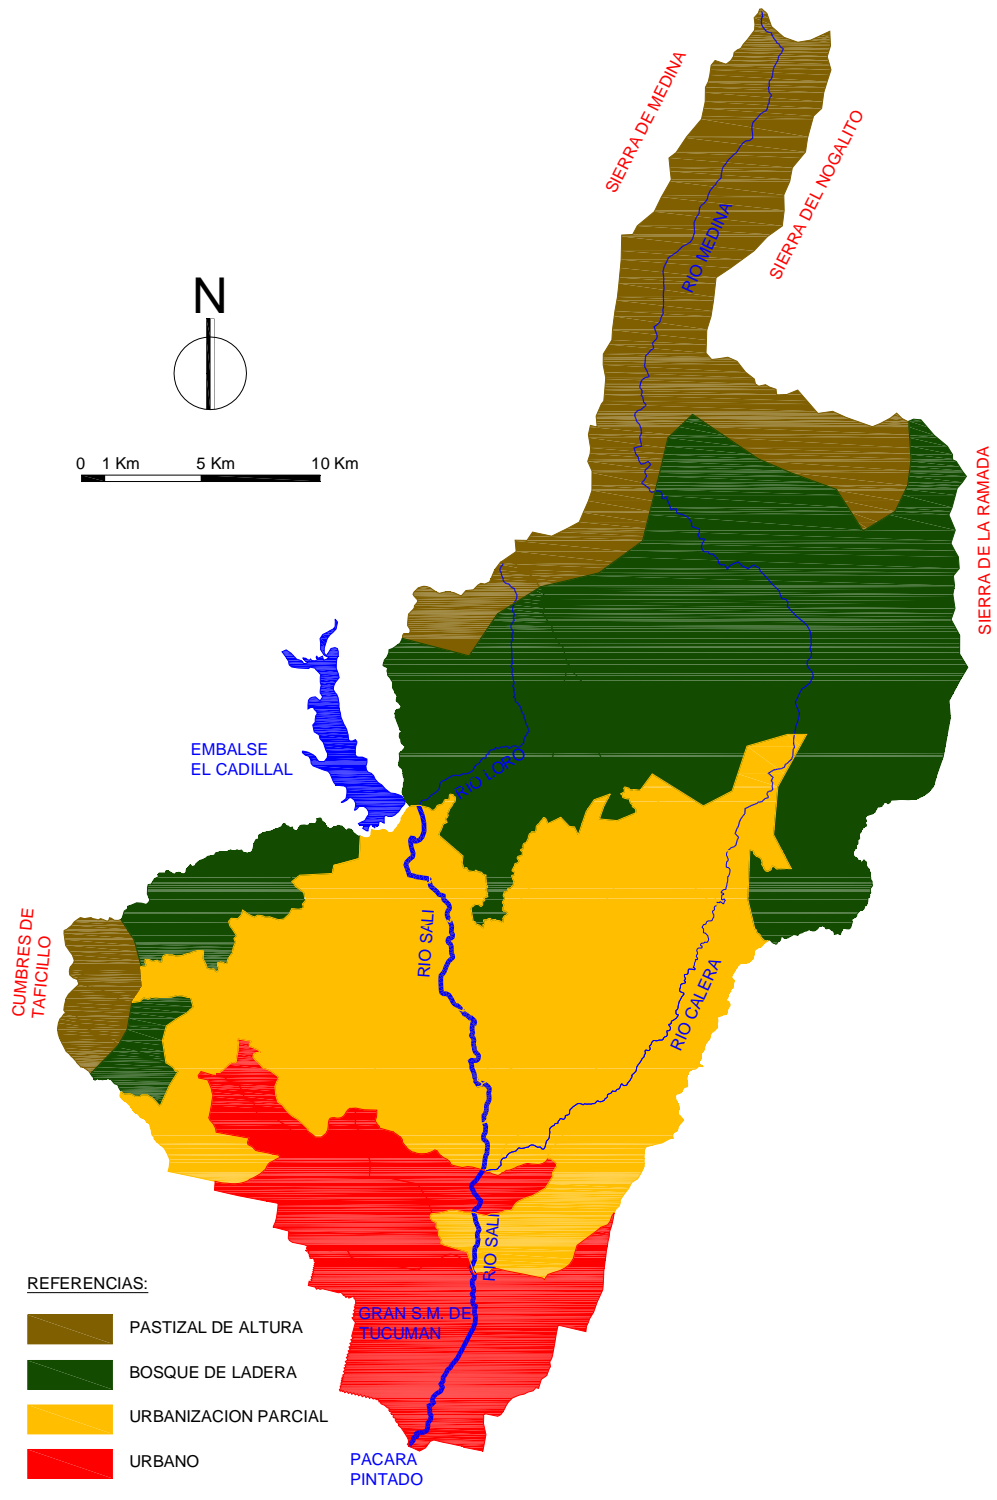 SIERRA DE MEDINA
SIERRA DEL NOGALITO
RIO MEDINA
N
0 1 Km 5 Km 10 Km
SIERRA DE LA RAMADA
EMBALSE
EL CADILLAL
RIO LORO
CUMBRES DE
TAFICILLO
RIO SALI
RIO CALERA
RIO SALI
REFERENCIAS:
PASTIZAL DE ALTURA
BOSQUE DE LADERA
URBANIZACION PARCIAL
URBANO
GRAN S.M. DE
TUCUMAN
PACARA
PINTADO